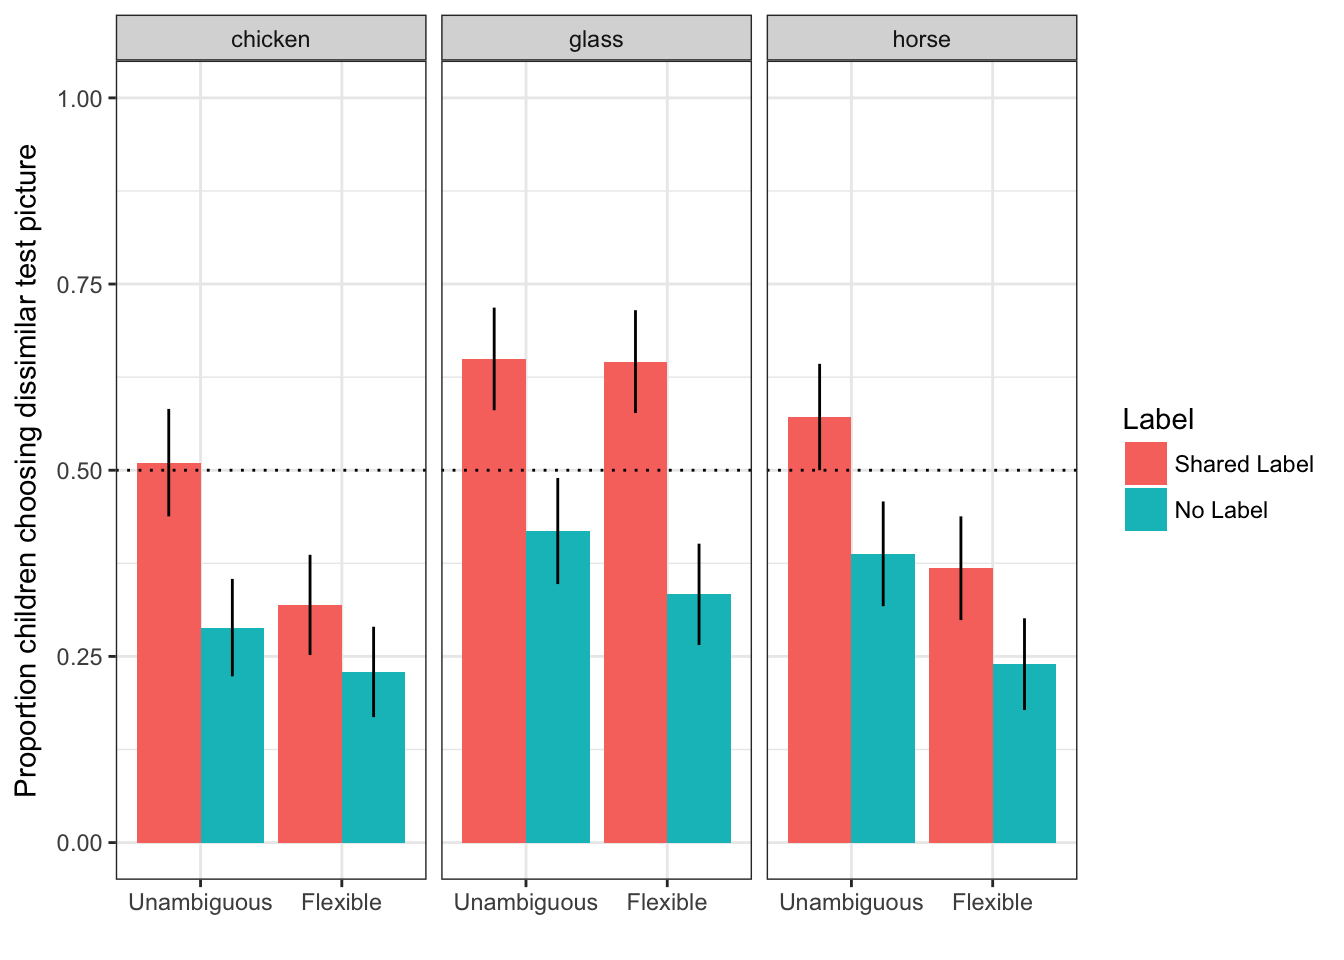 chicken
glass
horse
Proportion children choosing dissimilar test picture
1.00
0.75
0.50
0.25
0.00
Unambiguous Flexible
Unambiguous Flexible
Unambiguous Flexible
Label
Shared Label
No Label